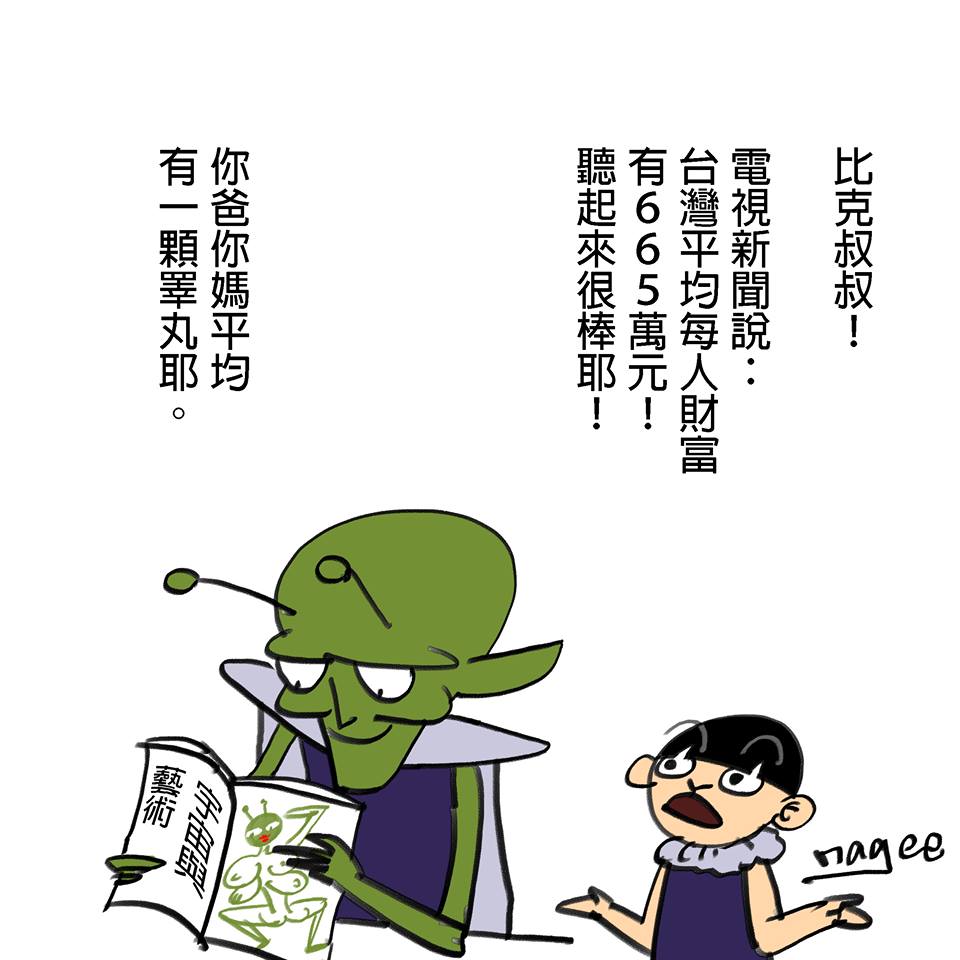 比克叔叔！
電視新聞說：
台灣平均每人財富
有665萬元！
聽起來很棒耶！
你爸你媽平均
有一顆睪丸耶。
宇宙與
藝術
nagee